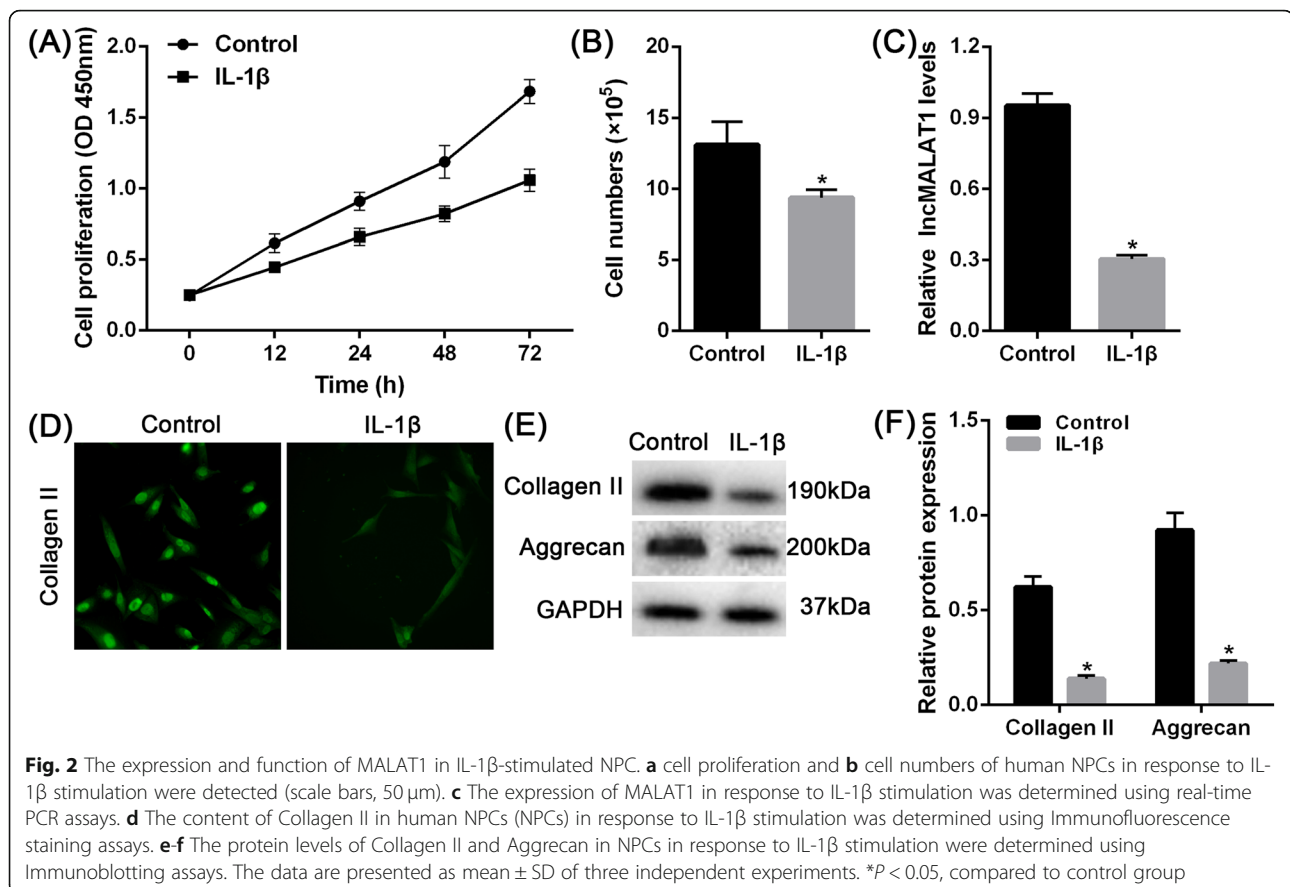 (A)
Control
IL-1β
Cell proliferation (OD 450nm)
2.0
1.5
1.0
0.5
0.0
0 12 24 48 72
Time (h)
(B)
Cell numbers (×10⁵)
20
15
10
5
0
*
Control IL-1β
(C)
Relative lncMALAT1 levels
1.2
0.9
0.6
0.3
0.0
*
Control IL-1β
(D)
Control IL-1β
Collagen II
(E)
Control IL-1β
Collagen II 190kDa
Aggrecan 200kDa
GAPDH 37kDa
(F)
Control
IL-1β
Relative protein expression
1.5
1.0
0.5
0.0
* *
Collagen II Aggrecan
Fig. 2 The expression and function of MALAT1 in IL-1β-stimulated NPC. a cell proliferation and b cell numbers of human NPCs in response to IL-
1β stimulation were detected (scale bars, 50 μm). c The expression of MALAT1 in response to IL-1β stimulation was determined using real-time
PCR assays. d The content of Collagen II in human NPCs (NPCs) in response to IL-1β stimulation was determined using Immunofluorescence
staining assays. e-f The protein levels of Collagen II and Aggrecan in NPCs in response to IL-1β stimulation were determined using
Immunoblotting assays. The data are presented as mean ± SD of three independent experiments. *P < 0.05, compared to control group